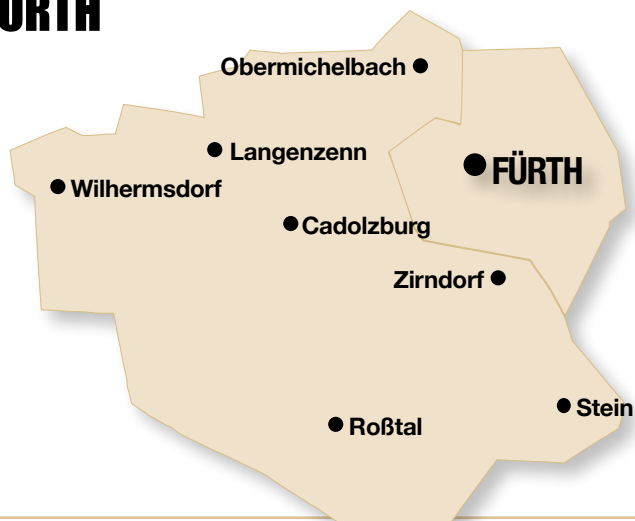 ÜRTH
Obermichelbach
Langenzenn
FÜRTH
Wilhermsdorf
Cadolzburg
Zirndorf
Stein
Roßtal